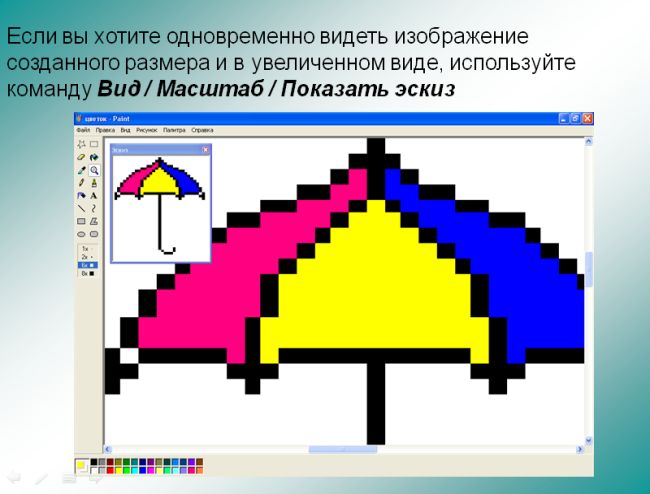 Если вы хотите одновременно видеть изображение
созданного размера и в увеличенном виде, используйте
команду Вид / Масштаб / Показать эскиз
цветок - Paint
Файл Правка Вид Рисунок Палитра Справка
Эскиз
A
1x
2x
6x
8x